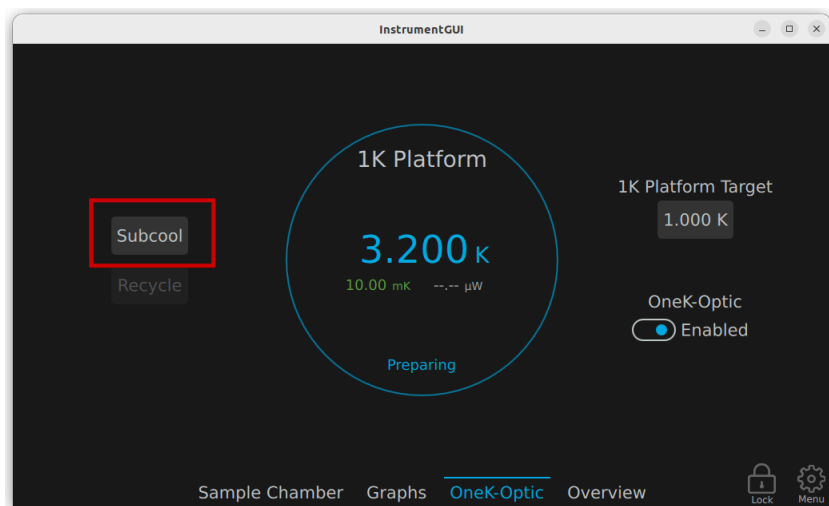 InstrumentGUI
1K Platform
1K Platform Target
1.000 K
Subcool
3.200 K
Recycle
10.00 mK --.-- µW
OneK-Optic
Enabled
Preparing
Sample Chamber Graphs OneK-Optic Overview
Lock Menu